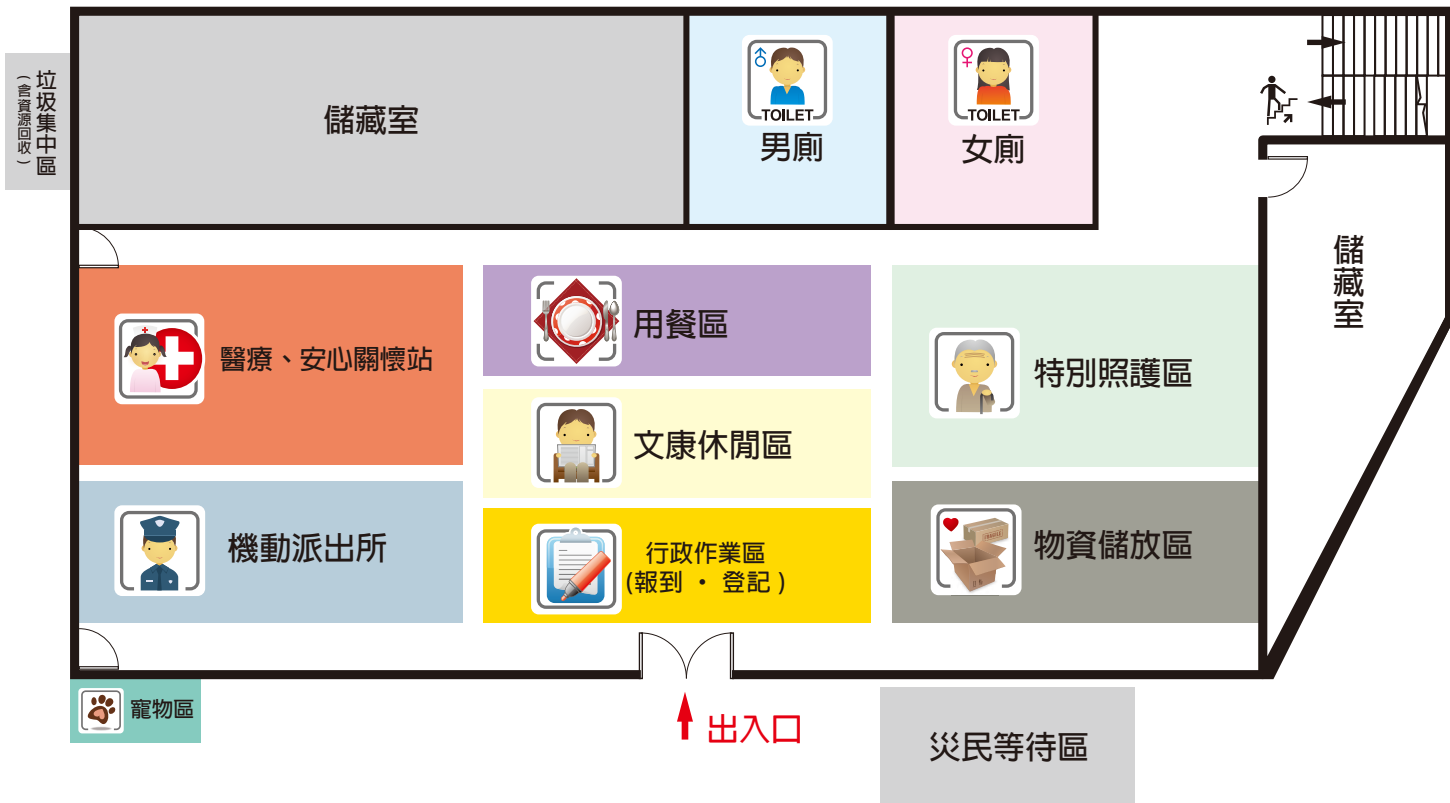 垃圾集中區
(含資源回收)
儲藏室
TOILET
男廁
TOILET
女廁
儲藏室
醫療、安心關懷站
用餐區
特別照護區
文康休閒區
機動派出所
行政作業區
(報到 ・ 登記)
物資儲放區
寵物區
出入口
災民等待區